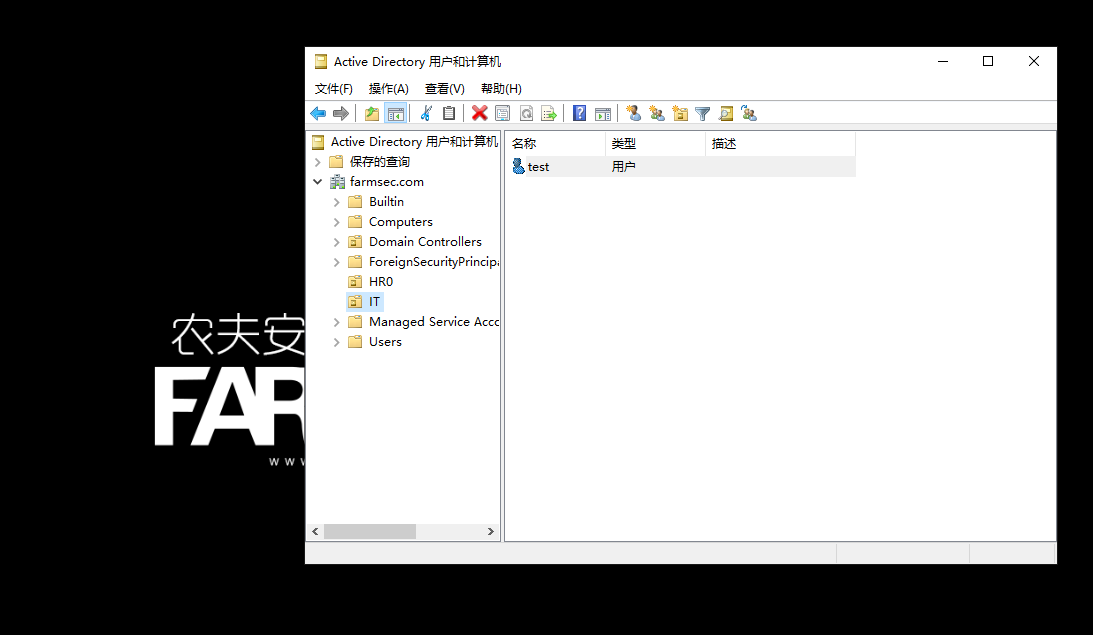 Active Directory 用户和计算机
文件(F) 操作(A) 查看(V) 帮助(H)
Active Directory 用户和计算机
保存的查询
farmsec.com
Builtin
Computers
Domain Controllers
ForeignSecurityPrincipa
HR0
IT
Managed Service Acco
Users
名称 类型 描述
test 用户
农夫安
FAR
ww